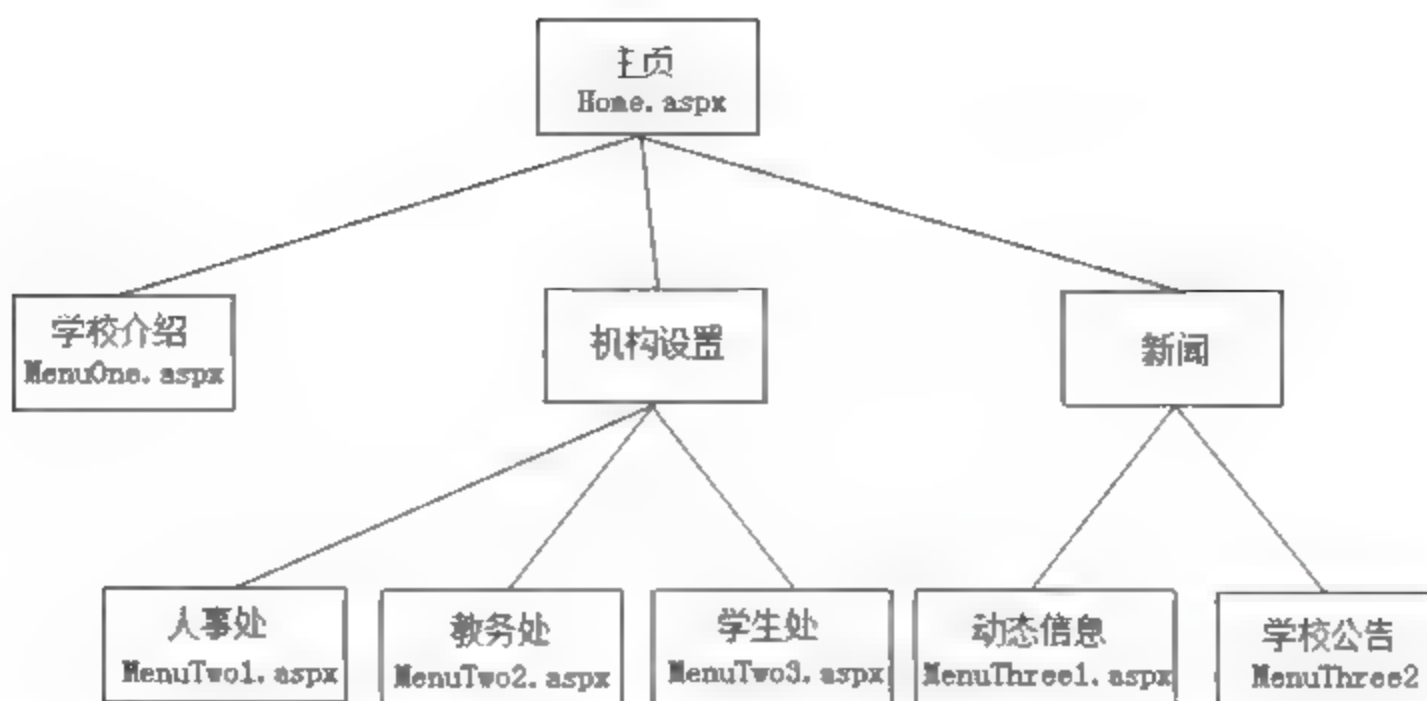 主页
Home.aspx
学校介绍
MenuOne.aspx
机构设置
新闻
人事处
MenuTwo1.aspx
教务处
MenuTwo2.aspx
学生处
MenuTwo3.aspx
动态信息
MenuThree1.aspx
学校公告
MenuThree2